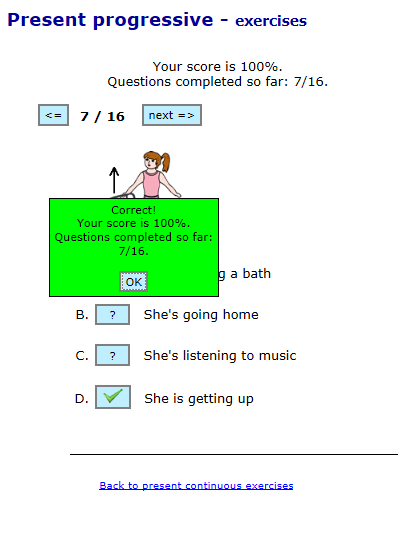 Present progressive - exercises
Your score is 100%.
Questions completed so far: 7/16.
<= 7 / 16 next =>
Correct!
Your score is 100%.
Questions completed so far:
7/16.
OK
a bath
B. ? She's going home
C. ? She's listening to music
D. She is getting up
Back to present continuous exercises